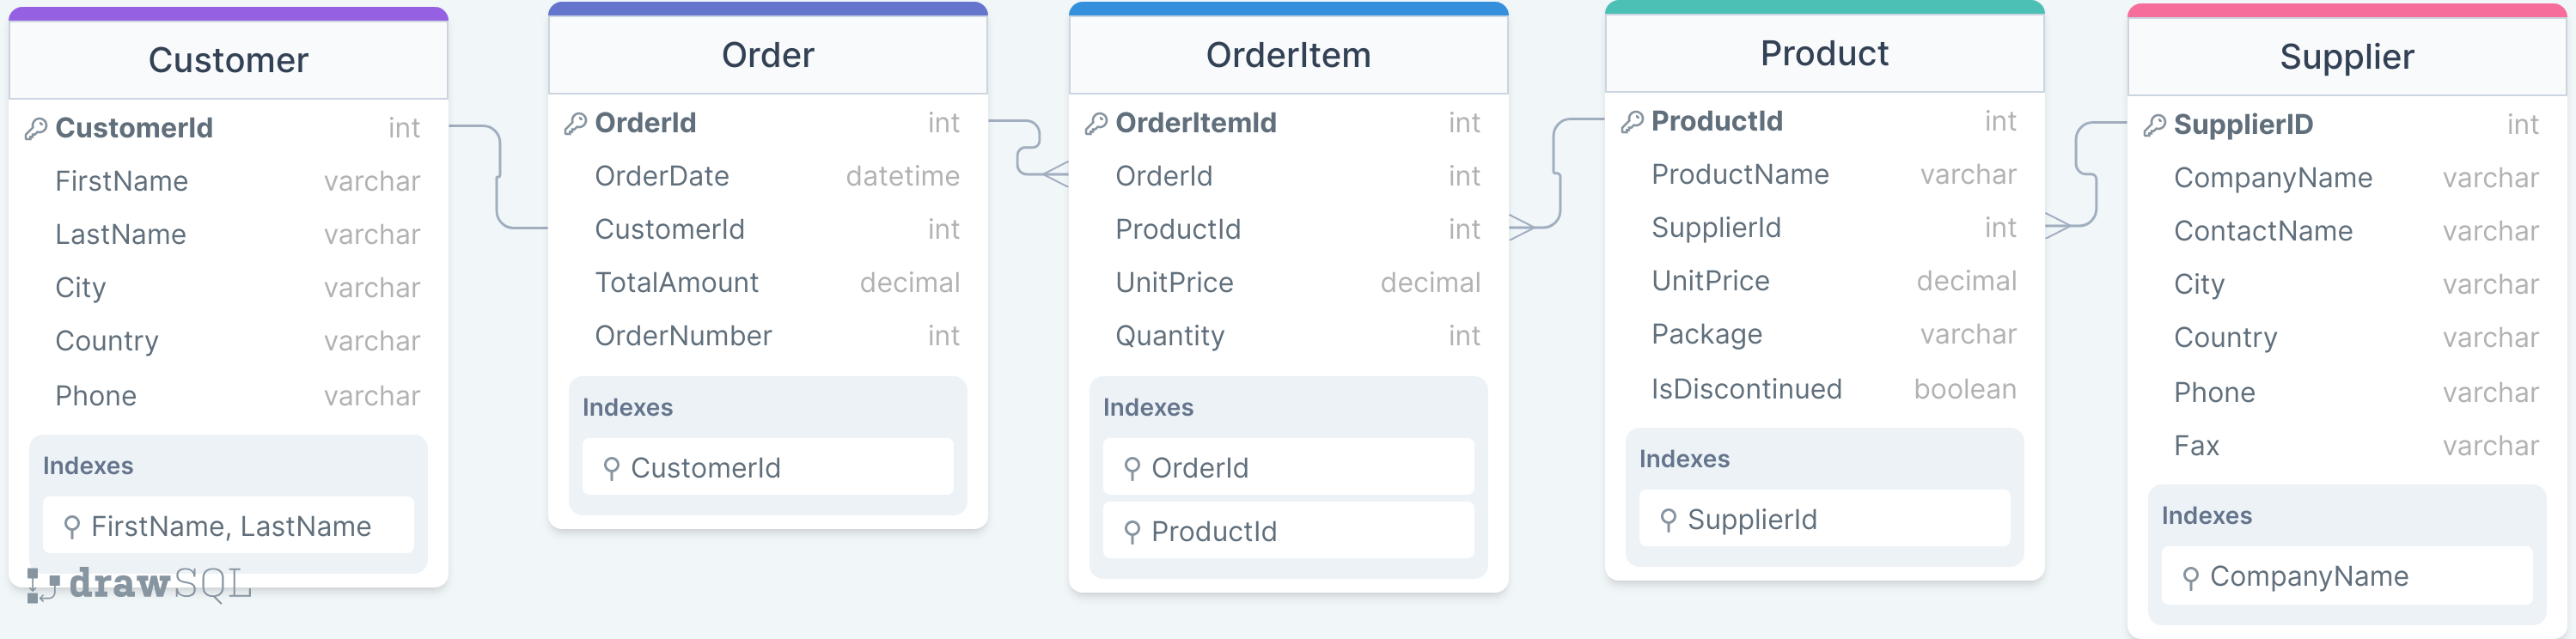 Customer
CustomerId int
FirstName varchar
LastName varchar
City varchar
Country varchar
Phone varchar
Indexes
FirstName, LastName
drawSQL
Order
OrderId int
OrderDate datetime
CustomerId int
TotalAmount decimal
OrderNumber int
Indexes
CustomerId
OrderItem
OrderItemId int
OrderId int
ProductId int
UnitPrice decimal
Quantity int
Indexes
OrderId
ProductId
Product
ProductId int
ProductName varchar
SupplierId int
UnitPrice decimal
Package varchar
IsDiscontinued boolean
Indexes
SupplierId
Supplier
SupplierID int
CompanyName varchar
ContactName varchar
City varchar
Country varchar
Phone varchar
Fax varchar
Indexes
CompanyName